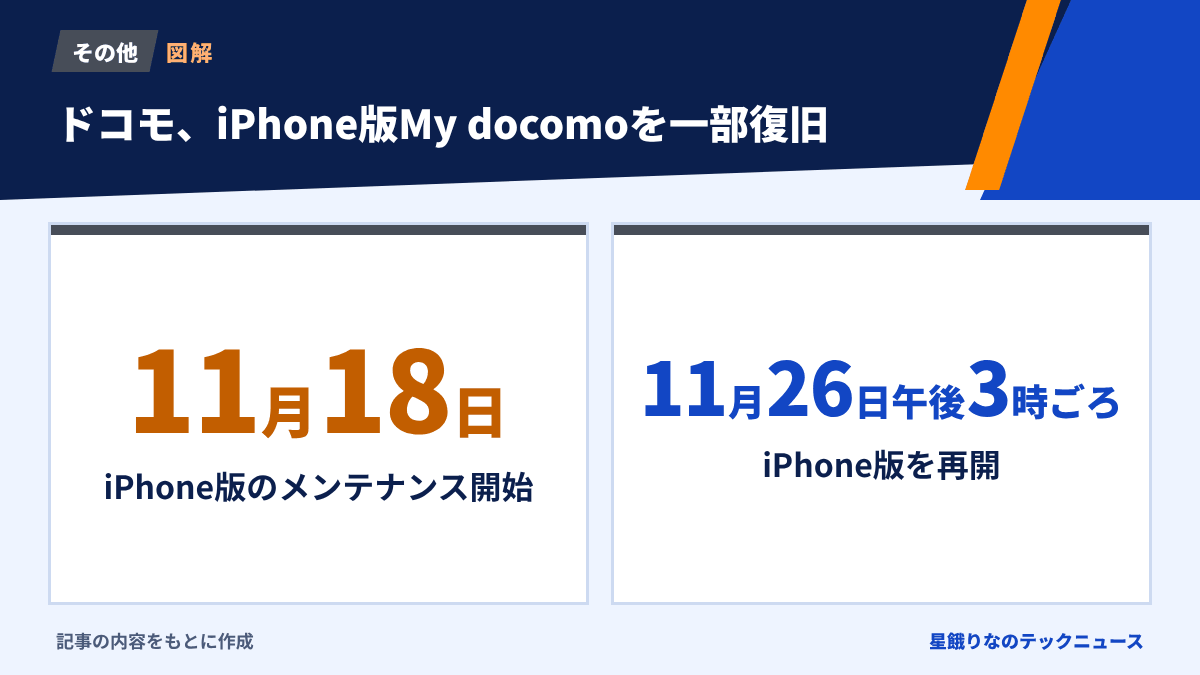 その他 図解
ドコモ、iPhone版My docomoを一部復旧
11月18日
iPhone版のメンテナンス開始
11月26日午後3時ごろ
iPhone版を再開
記事の内容をもとに作成
星餓りなのテックニュース